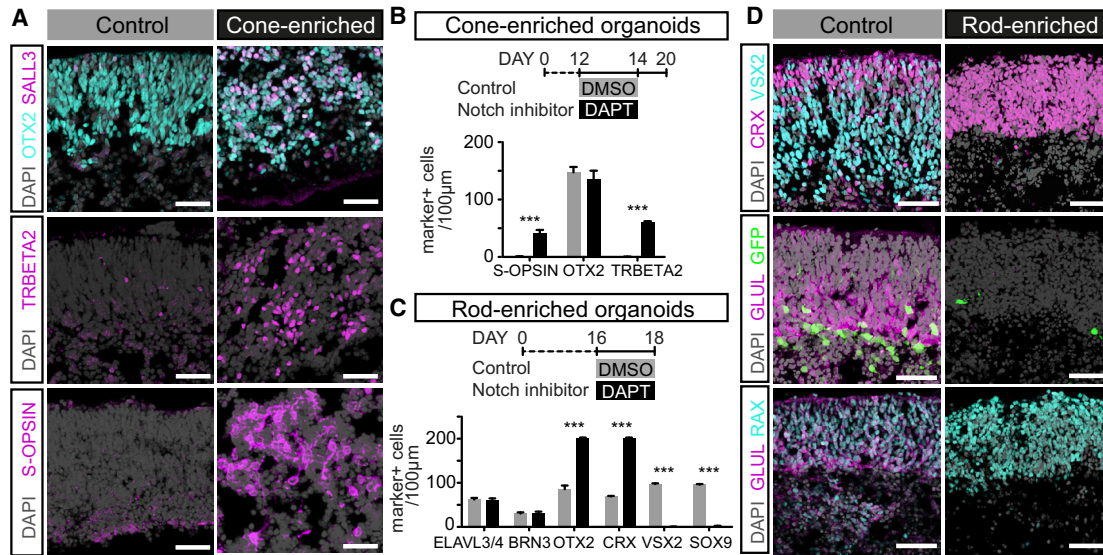 A
Control
Cone-enriched
DAPI OTX2 SALL3
DAPI TRBETA2
DAPI S-OPSIN
B
Cone-enriched organoids
DAY 0 12 14 20
Control DMSO
Notch inhibitor DAPT
marker+ cells
/100µm
200
100
0
*** ***
S-OPSIN OTX2 TRBETA2
C
Rod-enriched organoids
DAY 0 16 18
Control DMSO
Notch inhibitor DAPT
marker+ cells
/100µm
200
100
0
*** *** *** ***
ELAVL3/4 BRN3 OTX2 CRX VSX2 SOX9
D
Control
Rod-enriched
DAPI CRX VSX2
DAPI GLUL GFP
DAPI GLUL RAX